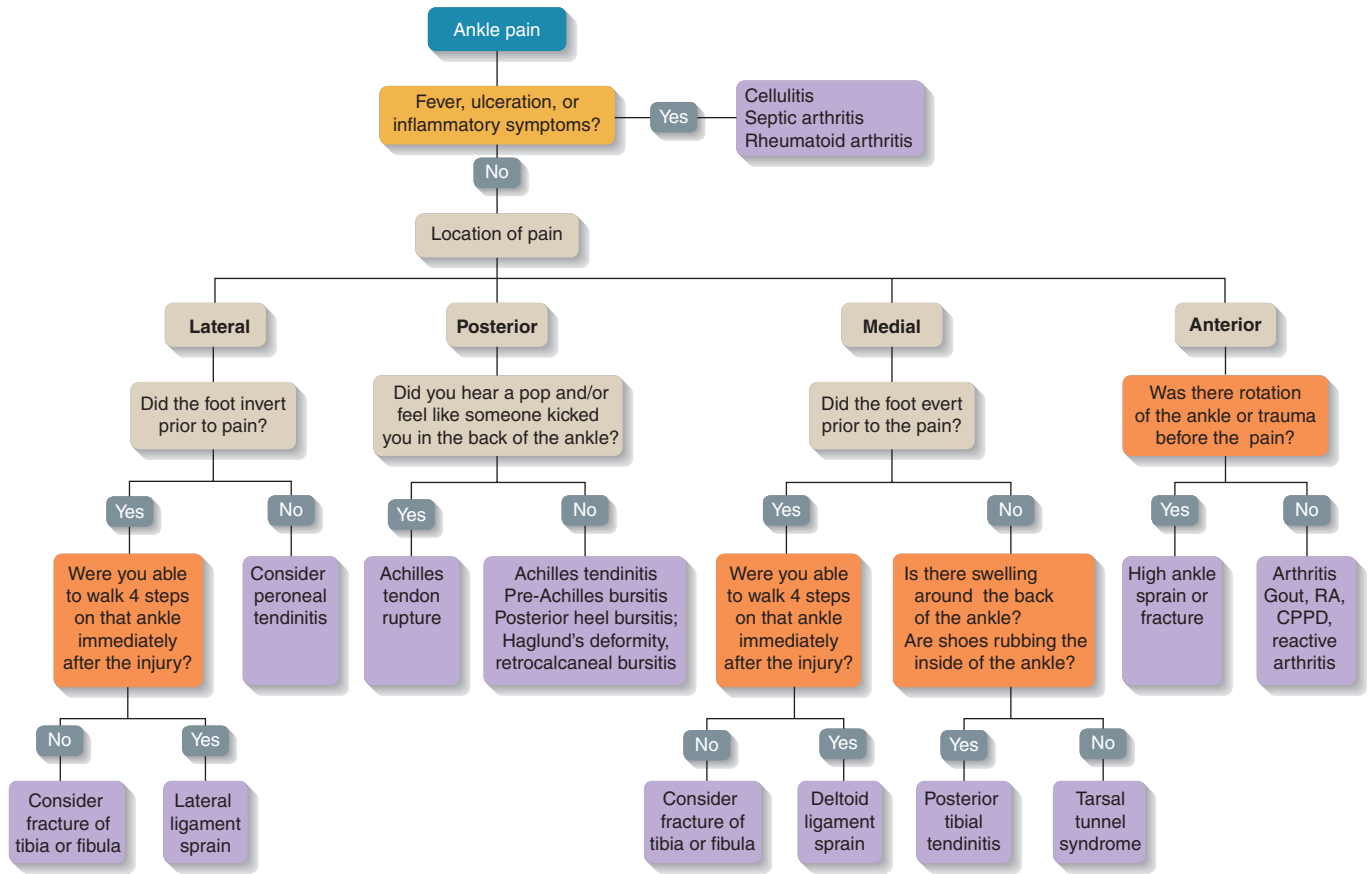 Ankle pain
Fever, ulceration, or
inflammatory symptoms?
Yes
Cellulitis
Septic arthritis
Rheumatoid arthritis
No
Location of pain
Lateral
Posterior
Medial
Anterior
Did the foot invert
prior to pain?
Did you hear a pop and/or
feel like someone kicked
you in the back of the ankle?
Did the foot evert
prior to the pain?
Was there rotation
of the ankle or trauma
before the pain?
Yes
No
Yes
No
Yes
No
Yes
No
Were you able
to walk 4 steps
on that ankle
immediately
after the injury?
Consider
peroneal
tendinitis
Achilles
tendon
rupture
Achilles tendinitis
Pre-Achilles bursitis
Posterior heel bursitis;
Haglund's deformity,
retrocalcaneal bursitis
Were you able
to walk 4 steps
on that ankle
immediately
after the injury?
Is there swelling
around the back
of the ankle?
Are shoes rubbing the
inside of the ankle?
High ankle
sprain or
fracture
Arthritis
Gout, RA,
CPPD,
reactive
arthritis
No
Yes
No
Yes
Yes
No
Consider
fracture of
tibia or fibula
Lateral
ligament
sprain
Consider
fracture of
tibia or fibula
Deltoid
ligament
sprain
Posterior
tibial
tendinitis
Tarsal
tunnel
syndrome